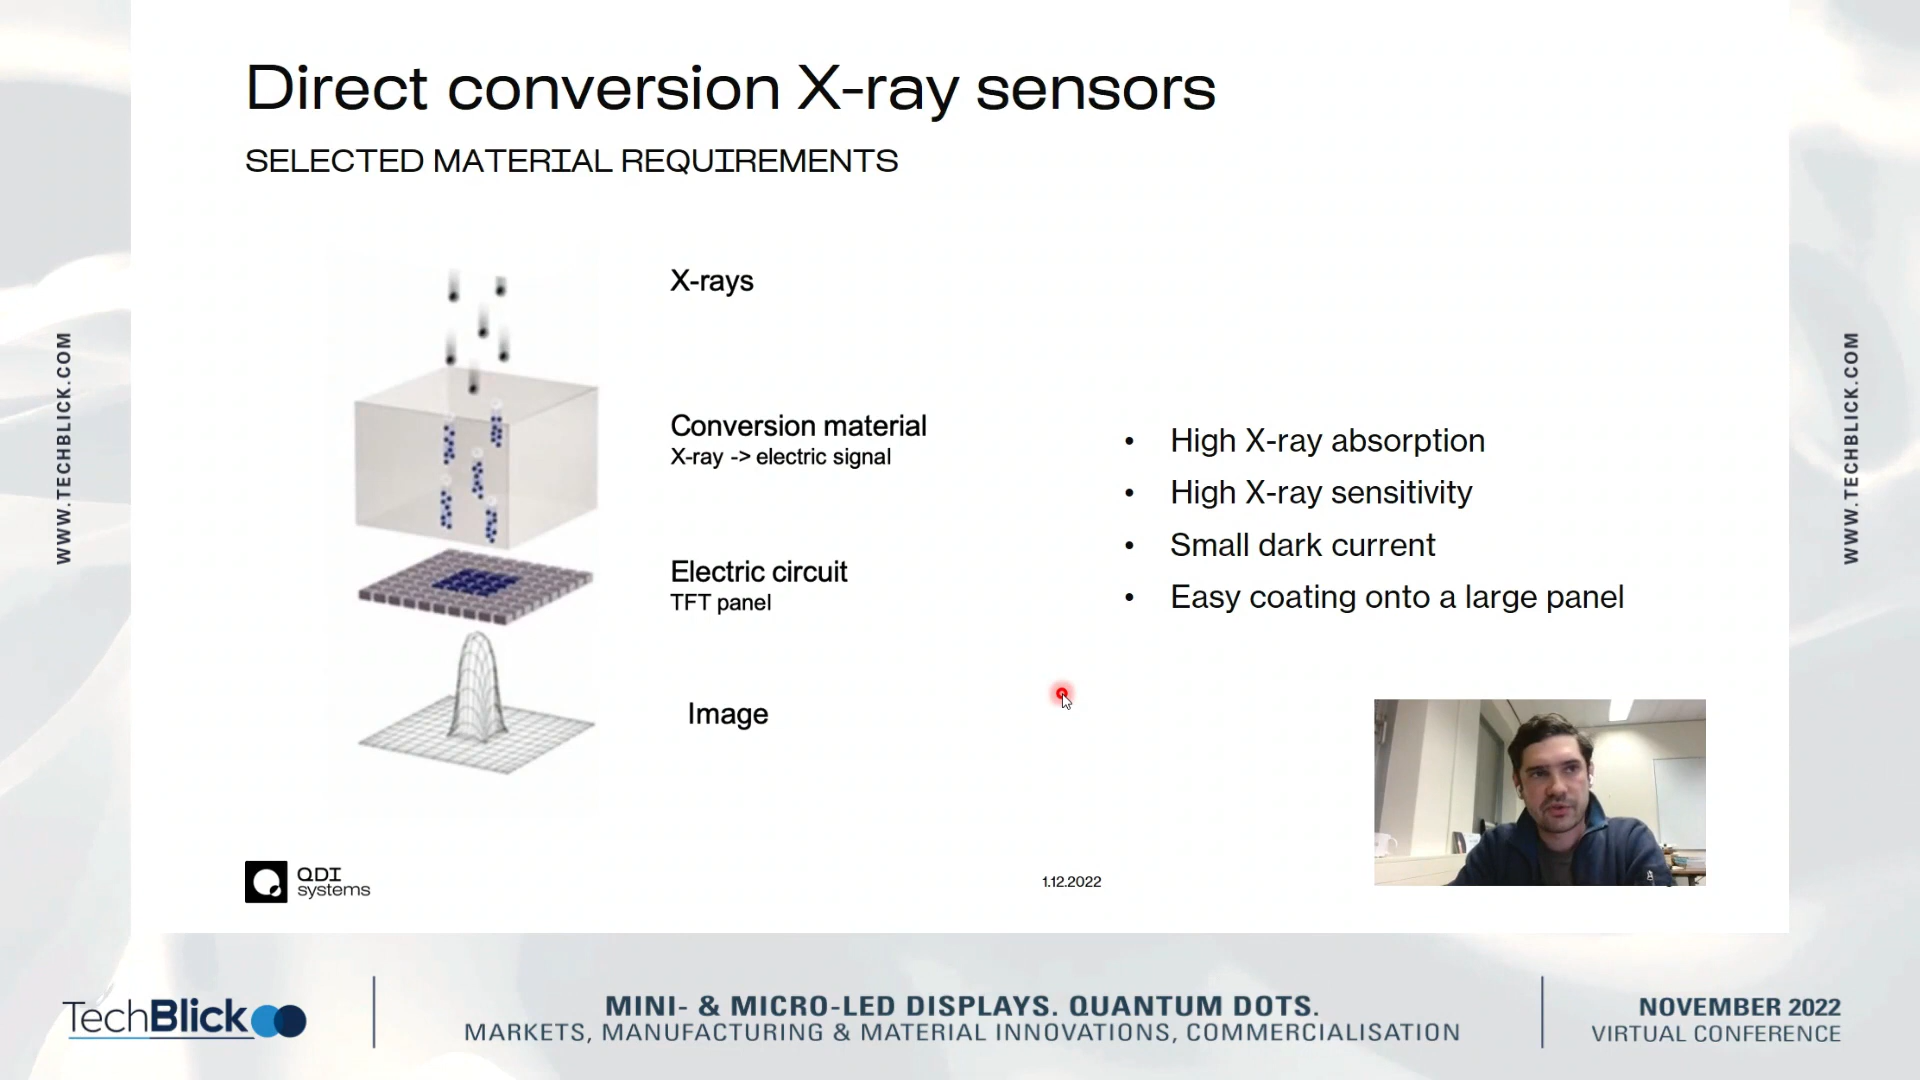 Direct conversion X-ray sensors
SELECTED MATERIAL REQUIREMENTS
X-rays
Conversion material
X-ray -> electric signal
Electric circuit
TFT panel
Image
• High X-ray absorption
• High X-ray sensitivity
• Small dark current
• Easy coating onto a large panel
QDI
systems
1.12.2022
WWW.TECHBLICK.COM
WWW.TECHBLICK.COM
TechBlick
MINI- & MICRO-LED DISPLAYS. QUANTUM DOTS.
MARKETS, MANUFACTURING & MATERIAL INNOVATIONS, COMMERCIALISATION
NOVEMBER 2022
VIRTUAL CONFERENCE